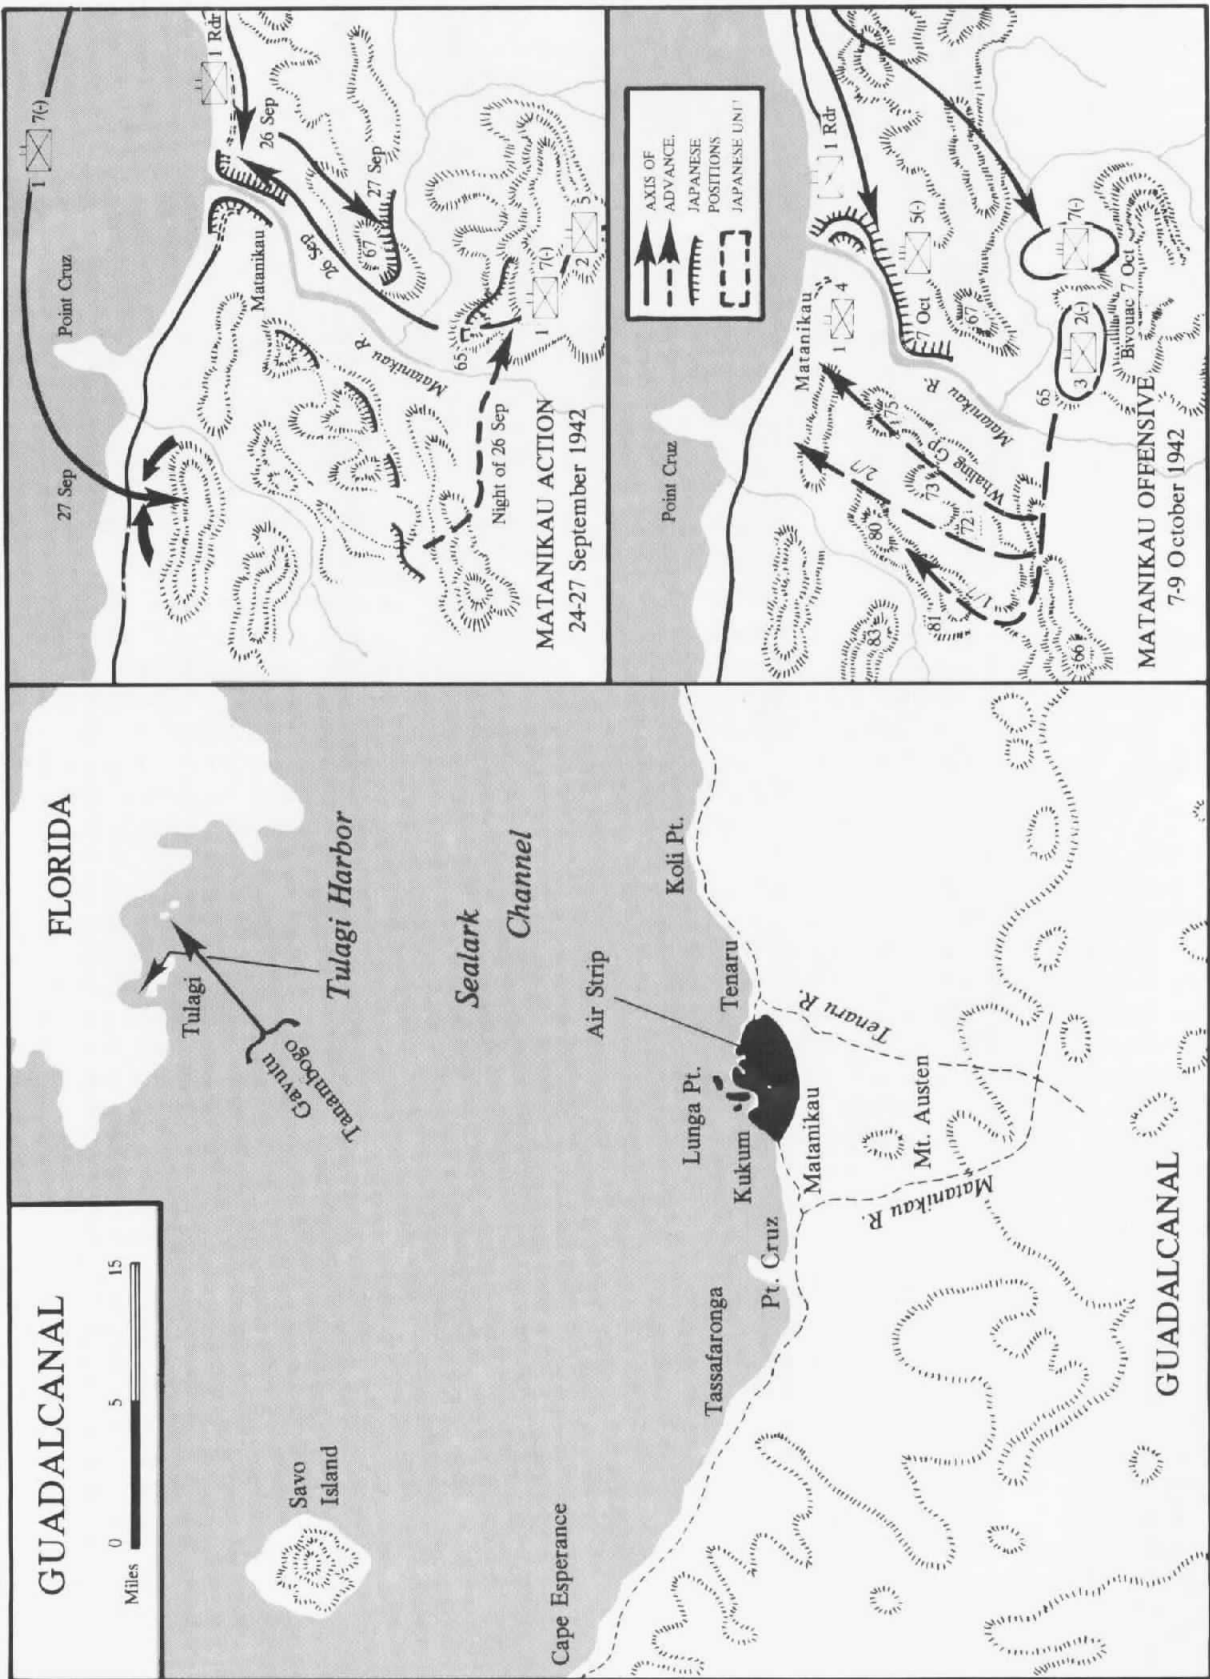 GUADALCANAL
0 5 15
Miles
FLORIDA
Tulagi
Gavutu
Tanambogo
Tulagi Harbor
Sealark
Channel
Savo
Island
Cape Esperance
Tassafaronga
Pt. Cruz
Lunga Pt.
Kukum
Matanikau
Air Strip
Tenaru
Koli Pt.
Tenaru R.
Mt. Austen
Matanikau R.
GUADALCANAL
27 Sep
Point Cruz
1 7(-)
1 Rdr
26 Sep
Matanikau
27 Sep
26 Sep
67
Matanikau R.
65
1 7(-)
2 5
Night of 26 Sep
MATANIKAU ACTION
24-27 September 1942
AXIS OF
ADVANCE.
JAPANESE
POSITIONS
JAPANESE UNIT
Point Cruz
Matanikau
1 Rdr
1 4
5(-)
7 Oct
67
2/7
80
75
73
Whaling Gp
Matanikau R.
72
1/7
81
83
66
65
3 2(-)
7(-)
Bivouac 7 Oct
MATANIKAU OFFENSIVE
7-9 October 1942